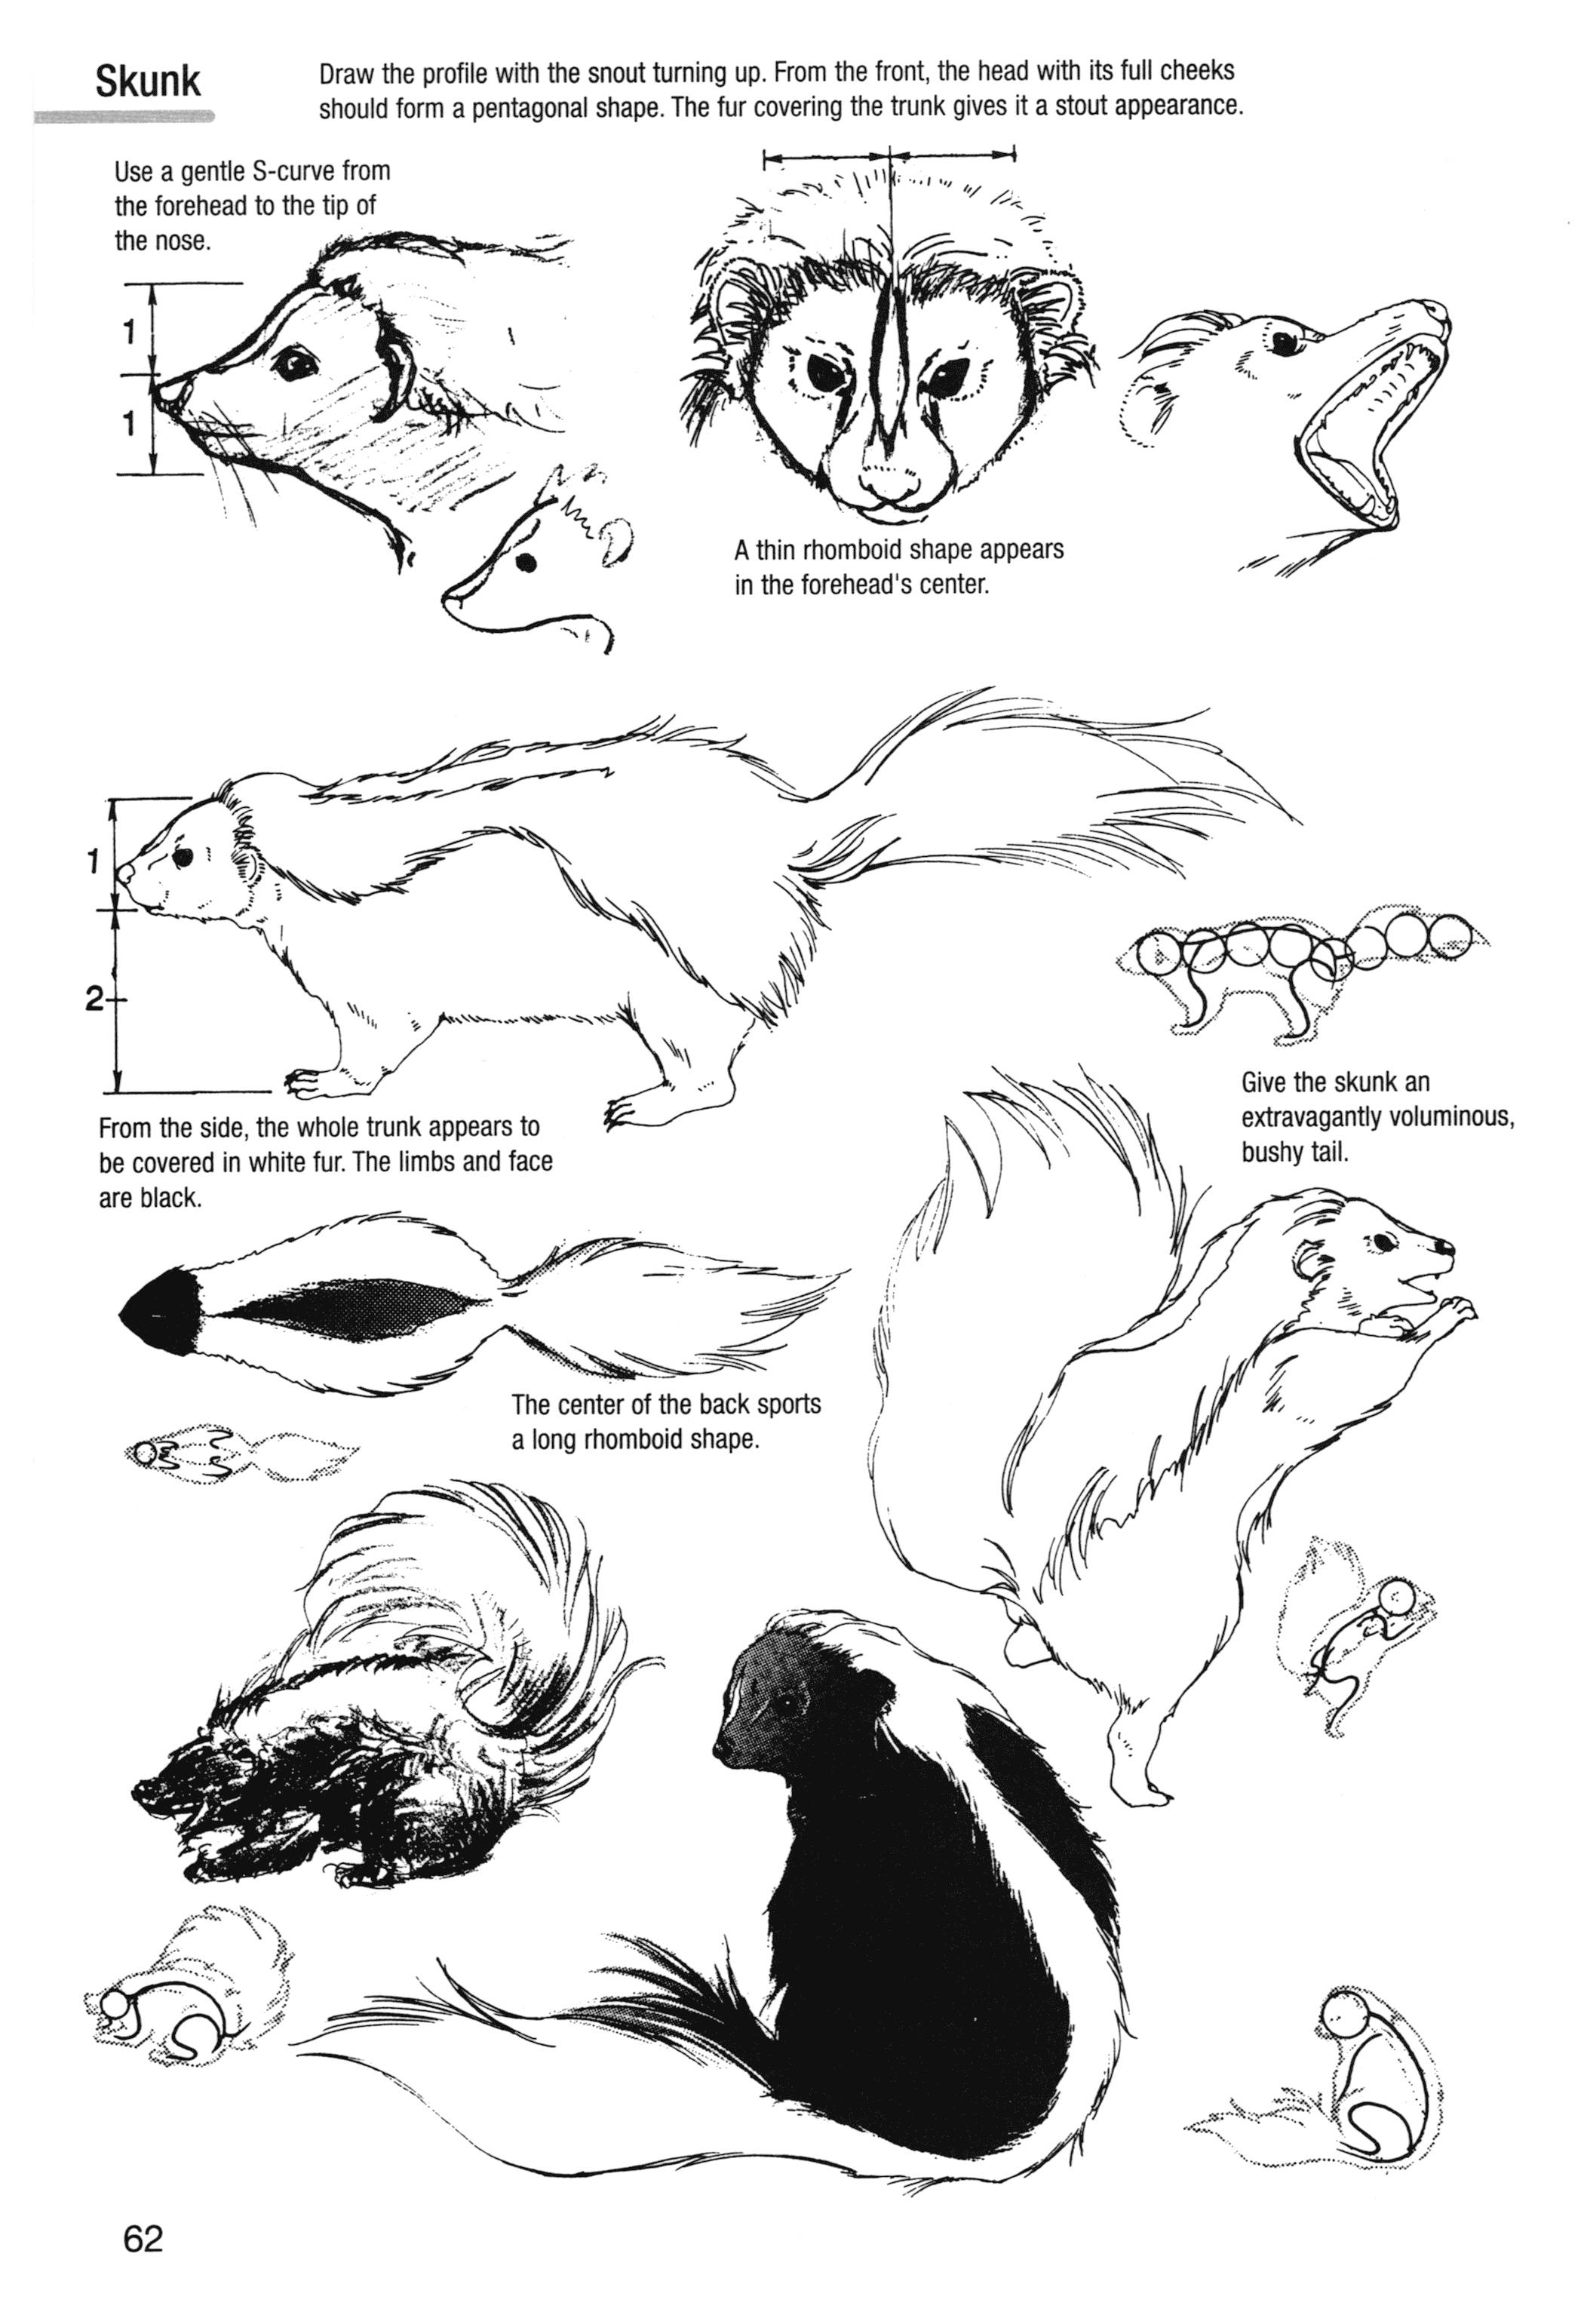 Skunk
Draw the profile with the snout turning up. From the front, the head with its full cheeks
should form a pentagonal shape. The fur covering the trunk gives it a stout appearance.
Use a gentle S-curve from
the forehead to the tip of
the nose.
1
1
A thin rhomboid shape appears
in the forehead's center.
1
2
From the side, the whole trunk appears to
be covered in white fur. The limbs and face
are black.
Give the skunk an
extravagantly voluminous,
bushy tail.
The center of the back sports
a long rhomboid shape.
62